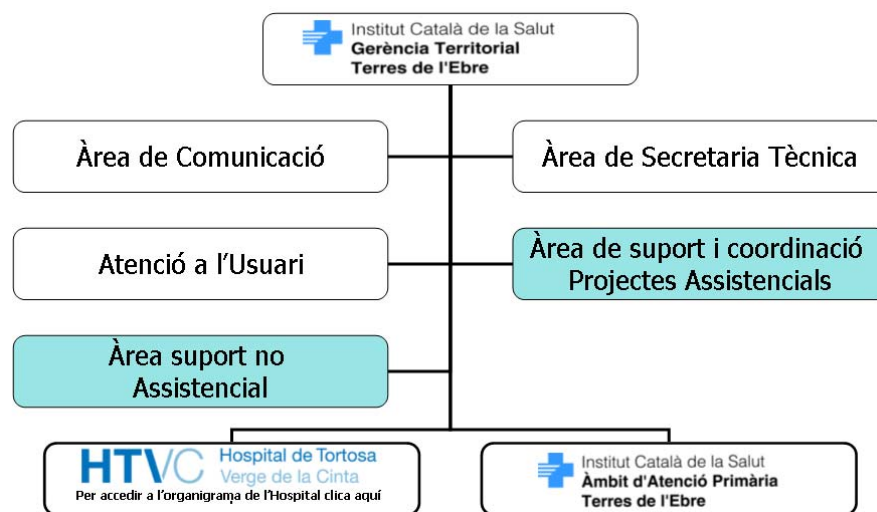 Institut Català de la Salut
Gerència Territorial
Terres de l'Ebre
Àrea de Comunicació
Àrea de Secretaria Tècnica
Atenció a l'Usuari
Àrea de suport i coordinació
Projectes Assistencials
Àrea suport no
Assistencial
HTVC
Hospital de Tortosa
Verge de la Cinta
Per accedir a l'organigrama de l'Hospital clica aquí
Institut Català de la Salut
Àmbit d'Atenció Primària
Terres de l'Ebre